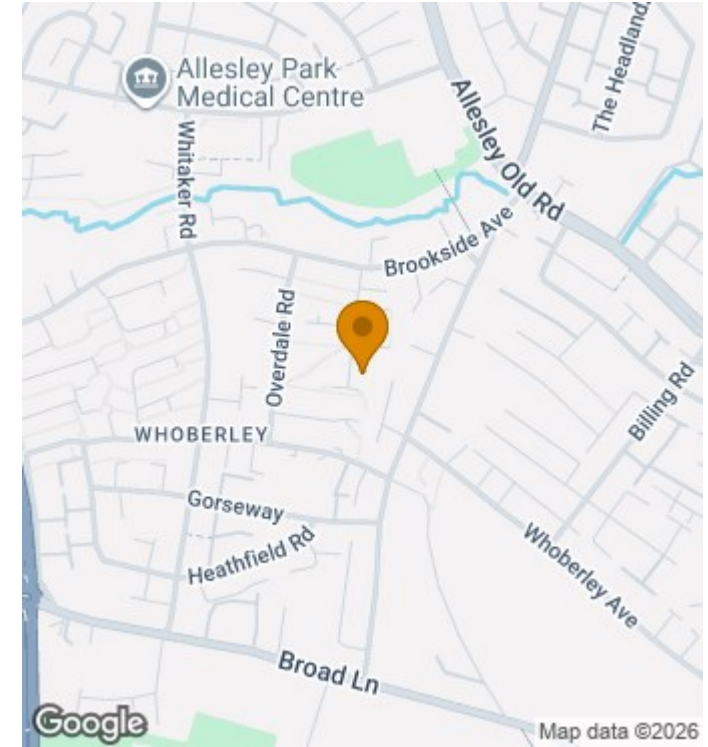 Allesley Park
Medical Centre
Whitaker Rd
Allesley Old Rd
The Headland
Brookside Ave
Overdale Rd
Billing Rd
WHOBERLEY
Gorseway
Heathfield Rd
Whoberley Ave
Broad Ln
Google
Map data ©2026